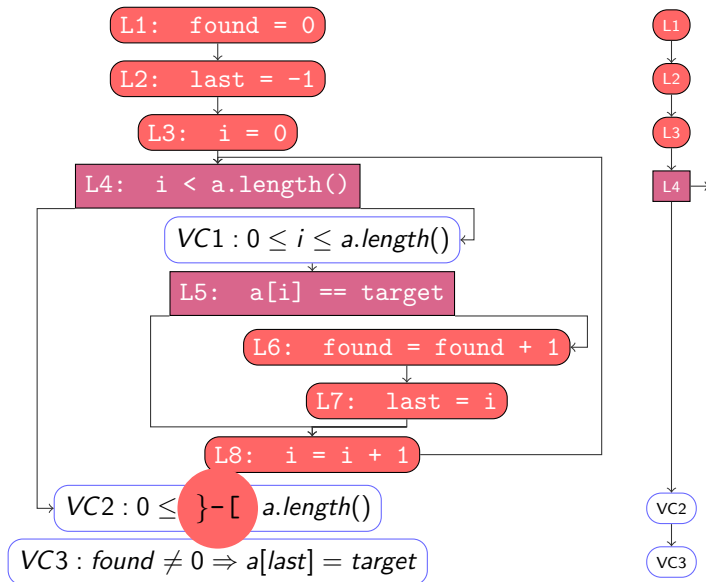 L1: found = 0
L2: last = -1
L3: i = 0
L4: i < a.length()
VC1 : 0 ≤ i ≤ a.length()
L5: a[i] == target
L6: found = found + 1
L7: last = i
L8: i = i + 1
VC2 : 0 ≤ }-[ a.length()
VC3 : found ≠ 0 ⇒ a[last] = target
L1
L2
L3
L4
VC2
VC3